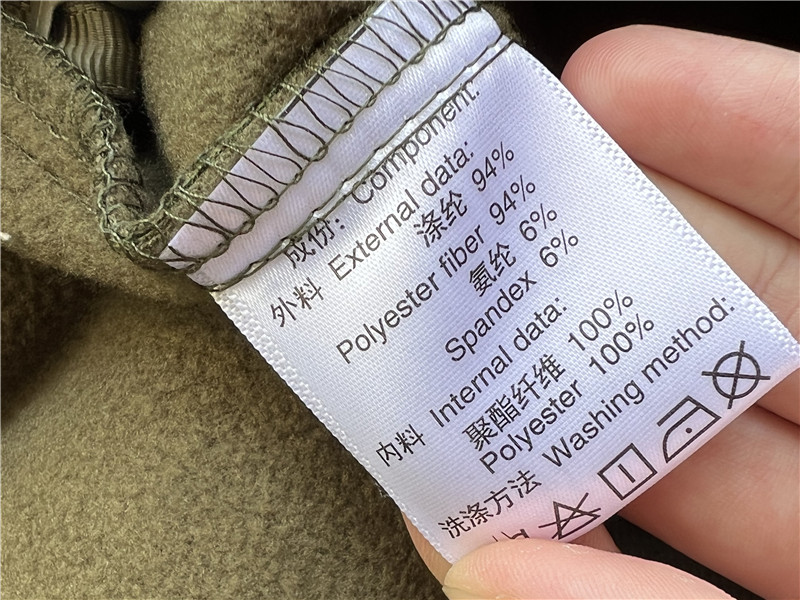 成份：Component:
外料 External data:
涤纶 94%
Polyester fiber 94%
氨纶 6%
Spandex 6%
内料 Internal data:
聚酯纤维 100%
Polyester 100%
洗涤方法 Washing method: